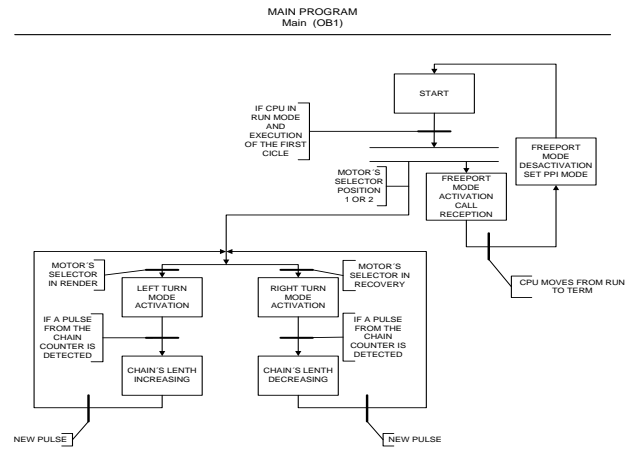 MAIN PROGRAM
Main (OB1)
START
IF CPU IN
RUN MODE
AND
EXECUTION
OF THE FIRST
CICLE
FREEPORT
MODE
DESACTIVATION
SET PPI MODE
MOTOR´S
SELECTOR
POSITION
1 OR 2
FREEPORT
MODE
ACTIVATION
CALL
RECEPTION
CPU MOVES FROM RUN
TO TERM
MOTOR´S
SELECTOR
IN RENDER
LEFT TURN
MODE
ACTIVATION
RIGHT TURN
MODE
ACTIVATION
MOTOR´S
SELECTOR IN
RECOVERY
IF A PULSE
FROM THE
CHAIN
COUNTER IS
DETECTED
IF A PULSE
FROM THE
CHAIN
COUNTER IS
DETECTED
CHAIN´S LENTH
INCREASING
CHAIN´S LENTH
DECREASING
NEW PULSE
NEW PULSE